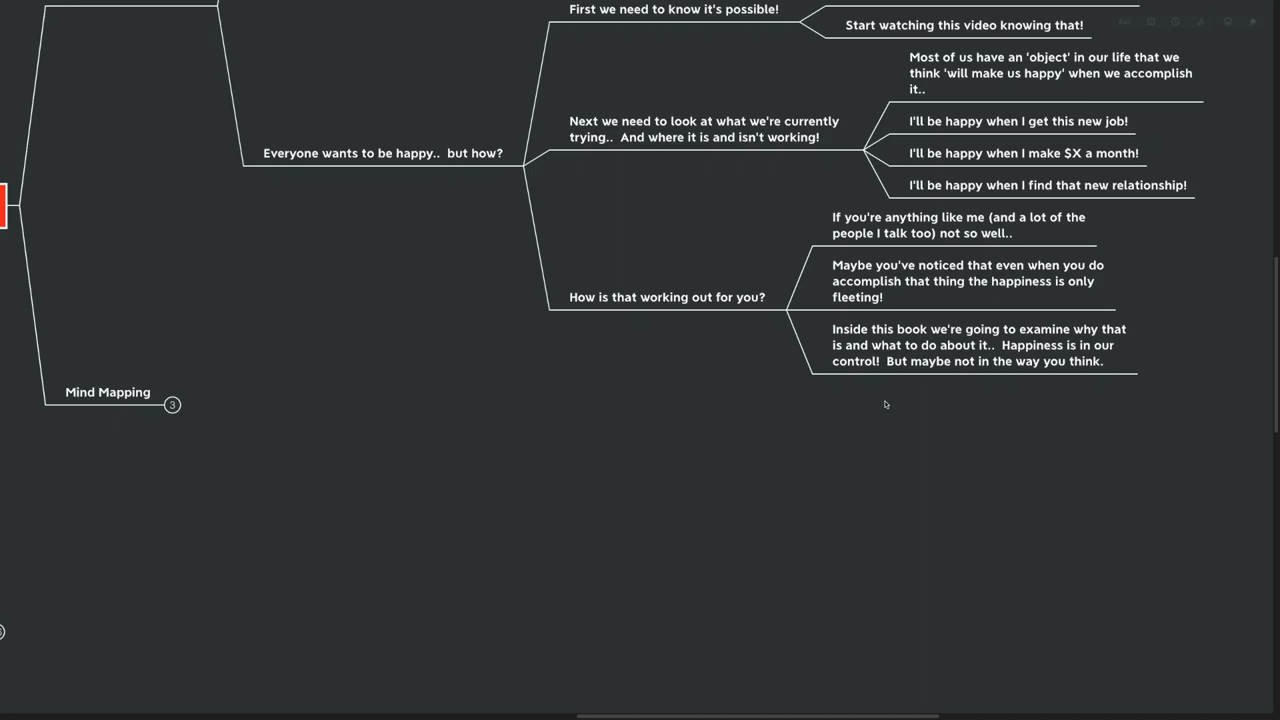 First we need to know it's possible!
Start watching this video knowing that!
Most of us have an 'object' in our life that we
think 'will make us happy' when we accomplish
it..
Next we need to look at what we're currently
trying..  And where it is and isn't working!
I'll be happy when I get this new job!
I'll be happy when I make $X a month!
I'll be happy when I find that new relationship!
Everyone wants to be happy..  but how?
If you're anything like me (and a lot of the
people I talk too) not so well..
Maybe you've noticed that even when you do
accomplish that thing the happiness is only
fleeting!
How is that working out for you?
Inside this book we're going to examine why that
is and what to do about it..  Happiness is in our
control!  But maybe not in the way you think.
Mind Mapping
3